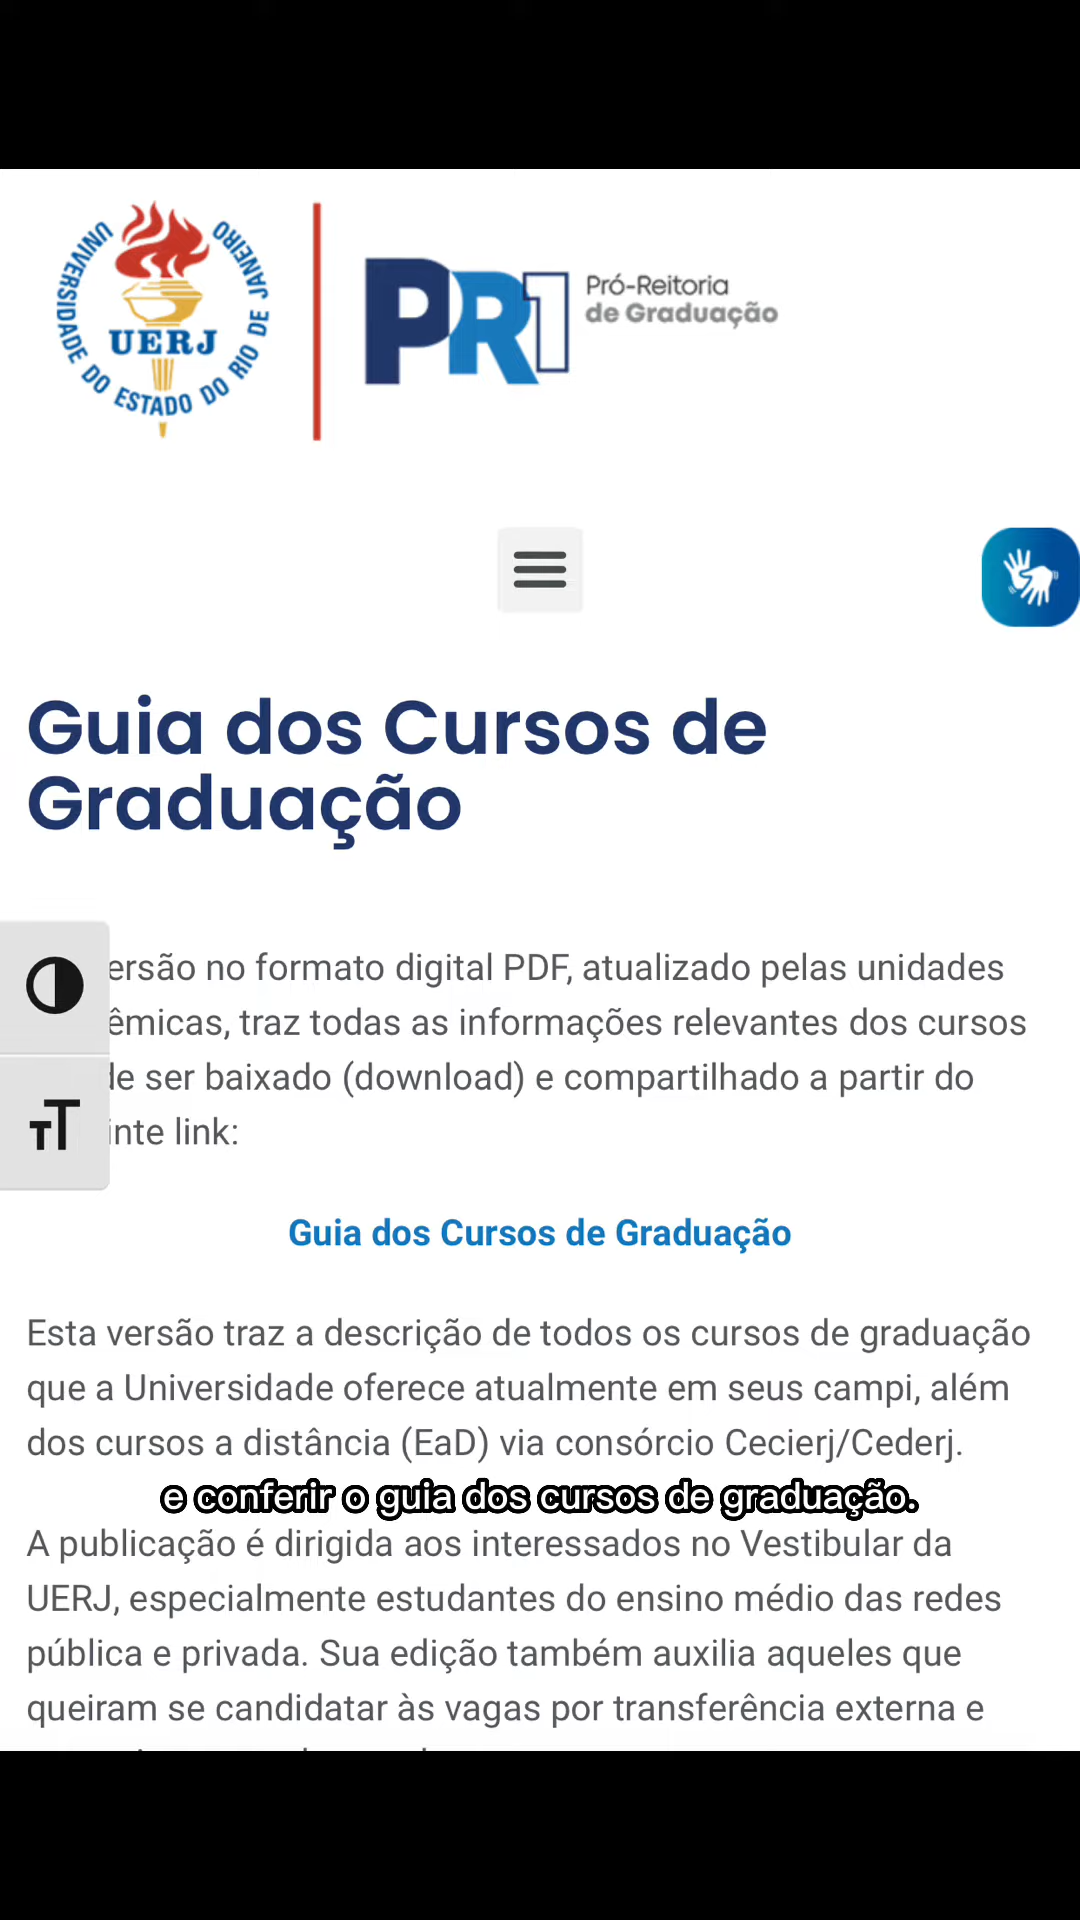 UNIVERSIDADE DO ESTADO DO RIO DE JANEIRO
UERJ
PR1
Pró-Reitoria
de Graduação
Guia dos Cursos de
Graduação
ersão no formato digital PDF, atualizado pelas unidades
êmicas, traz todas as informações relevantes dos cursos
de ser baixado (download) e compartilhado a partir do
inte link:
TT
Guia dos Cursos de Graduação
Esta versão traz a descrição de todos os cursos de graduação
que a Universidade oferece atualmente em seus campi, além
dos cursos a distância (EaD) via consórcio Cecierj/Cederj.
e conferir o guia dos cursos de graduação.
A publicação é dirigida aos interessados no Vestibular da
UERJ, especialmente estudantes do ensino médio das redes
pública e privada. Sua edição também auxilia aqueles que
queiram se candidatar às vagas por transferência externa e